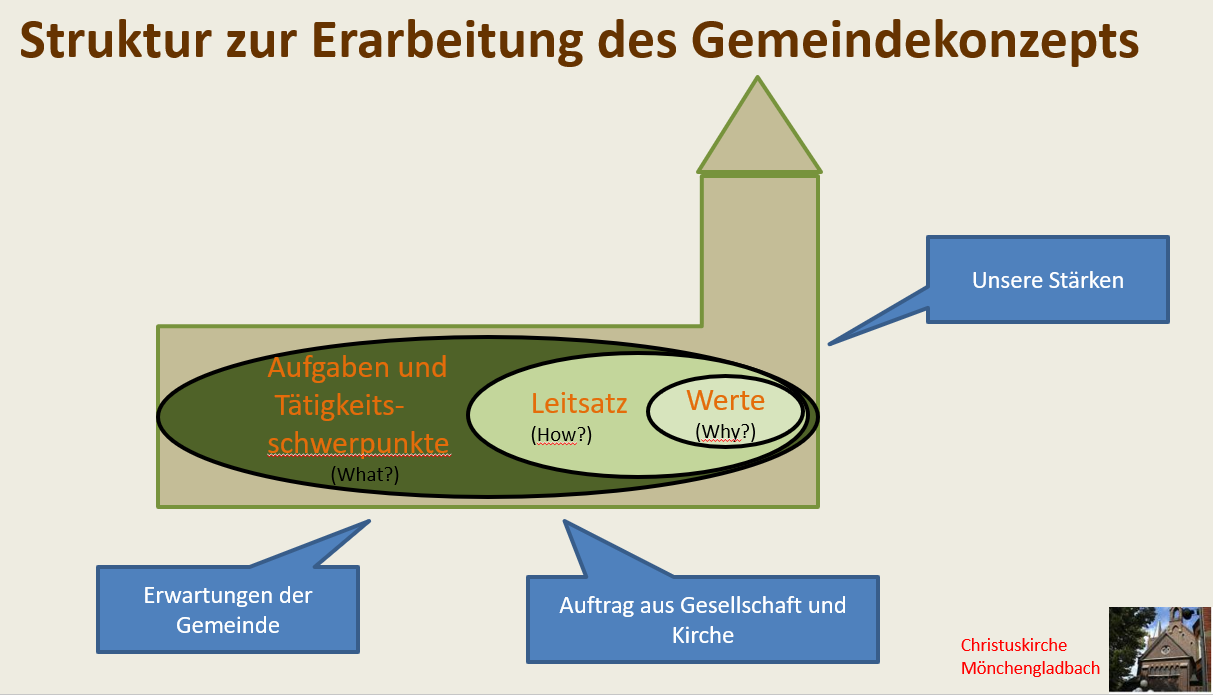 Struktur zur Erarbeitung des Gemeindekonzepts
Unsere Stärken
Aufgaben und
Tätigkeits-
schwerpunkte
(What?)
Leitsatz
(How?)
Werte
(Why?)
Erwartungen der
Gemeinde
Auftrag aus Gesellschaft und
Kirche
Christuskirche
Mönchengladbach